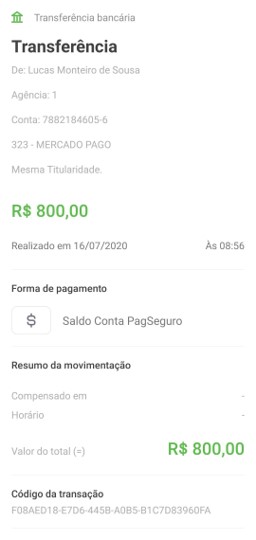 Transferência bancária
Transferência
De: Lucas Monteiro de Sousa
Agência: 1
Conta: 7882184605-6
323 - MERCADO PAGO
Mesma Titularidade.
R$ 800,00
Realizado em 16/07/2020 Às 08:56
Forma de pagamento
$ Saldo Conta PagSeguro
Resumo da movimentação
Compensado em -
Horário -
Valor do total (=) R$ 800,00
Código da transação
F08AED18-E7D6-445B-A0B5-B1C7D83960FA